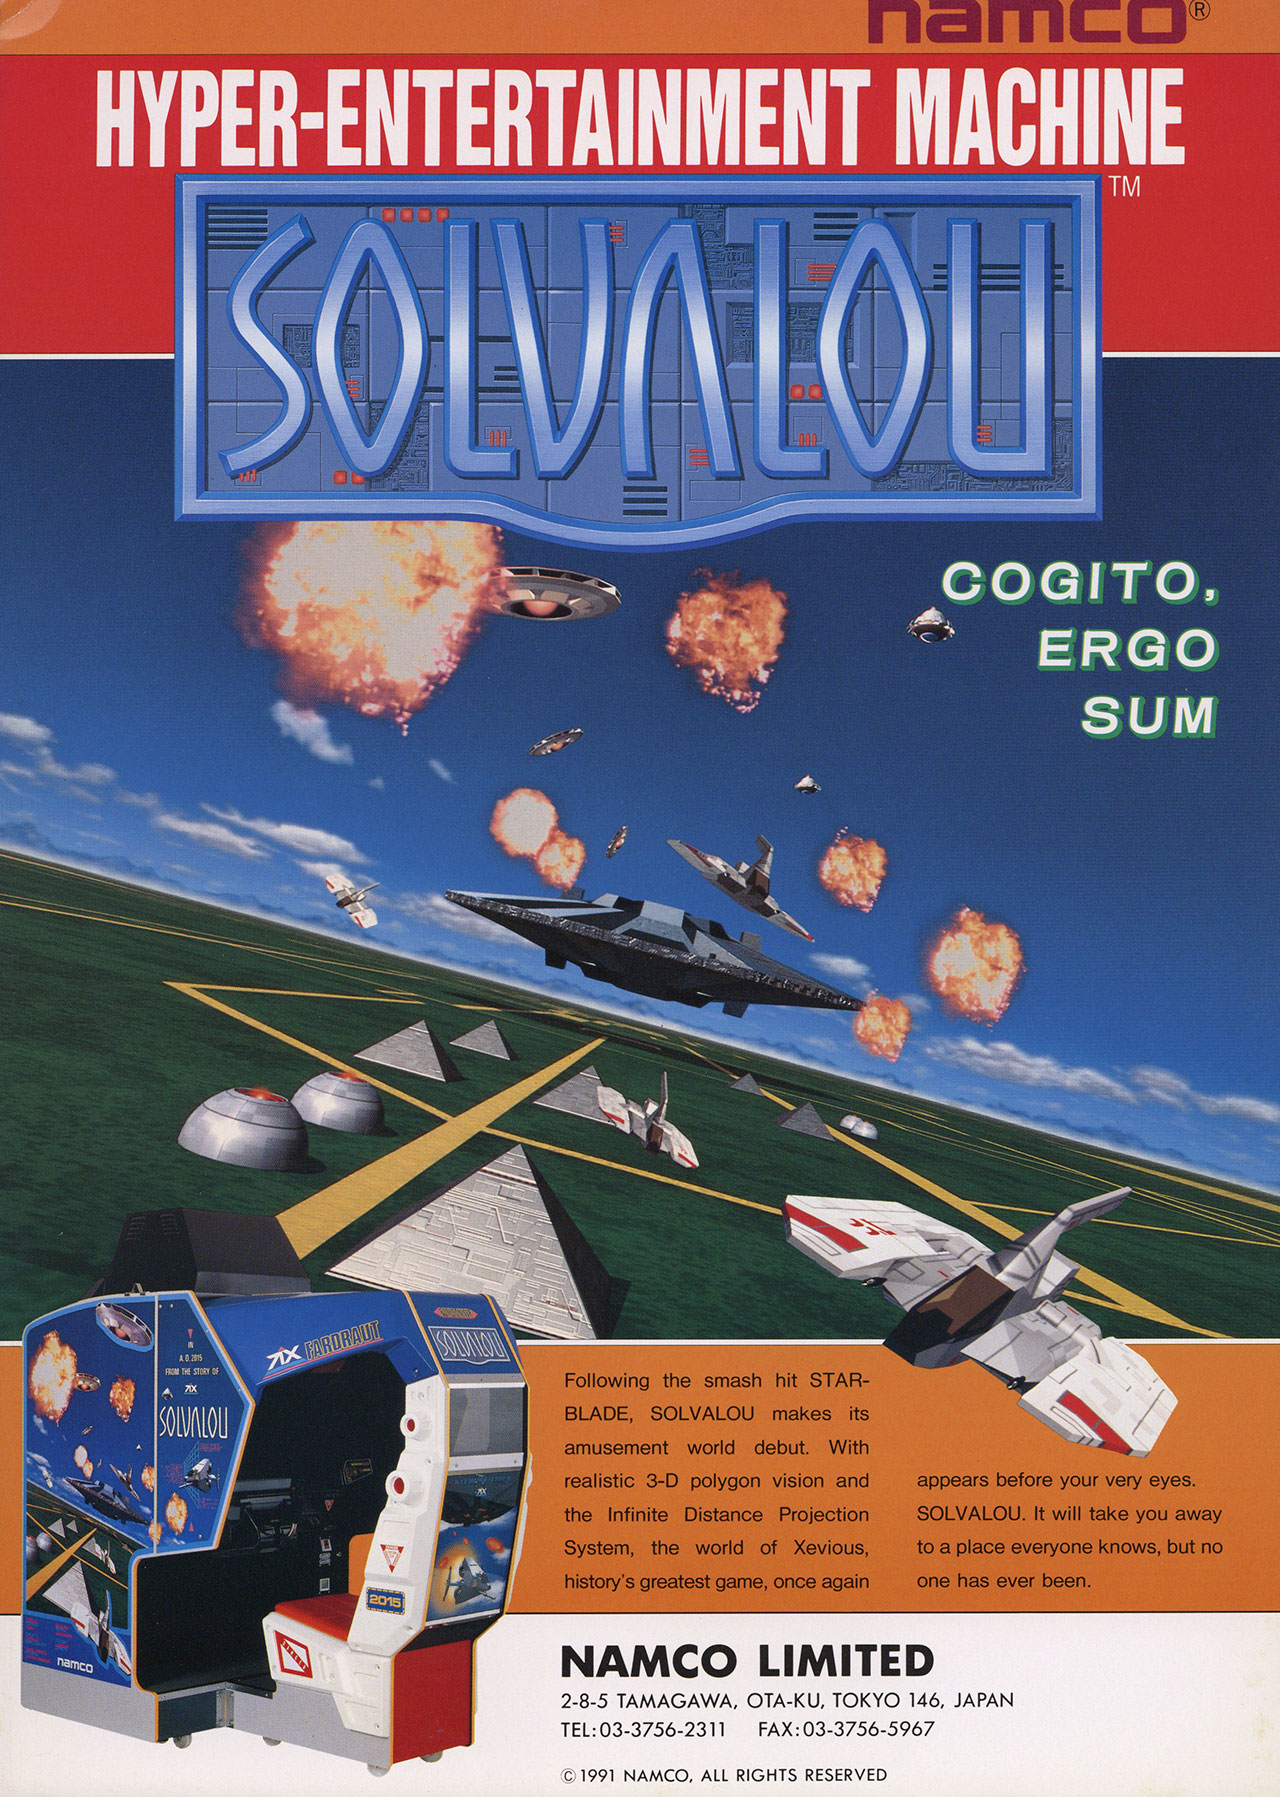 namco®
HYPER-ENTERTAINMENT MACHINE
SOLVALOU™
COGITO,
ERGO
SUM
FARDRAUT
SOLVALOU
IN
A.D. 2015
FROM THE STORY OF
SOLVALOU
2015
namco
Following the smash hit STAR-
BLADE, SOLVALOU makes its
amusement world debut. With
realistic 3-D polygon vision and
the Infinite Distance Projection
System, the world of Xevious,
history's greatest game, once again
appears before your very eyes.
SOLVALOU. It will take you away
to a place everyone knows, but no
one has ever been.
NAMCO LIMITED
2-8-5 TAMAGAWA, OTA-KU, TOKYO 146, JAPAN
TEL:03-3756-2311 FAX:03-3756-5967
©1991 NAMCO, ALL RIGHTS RESERVED